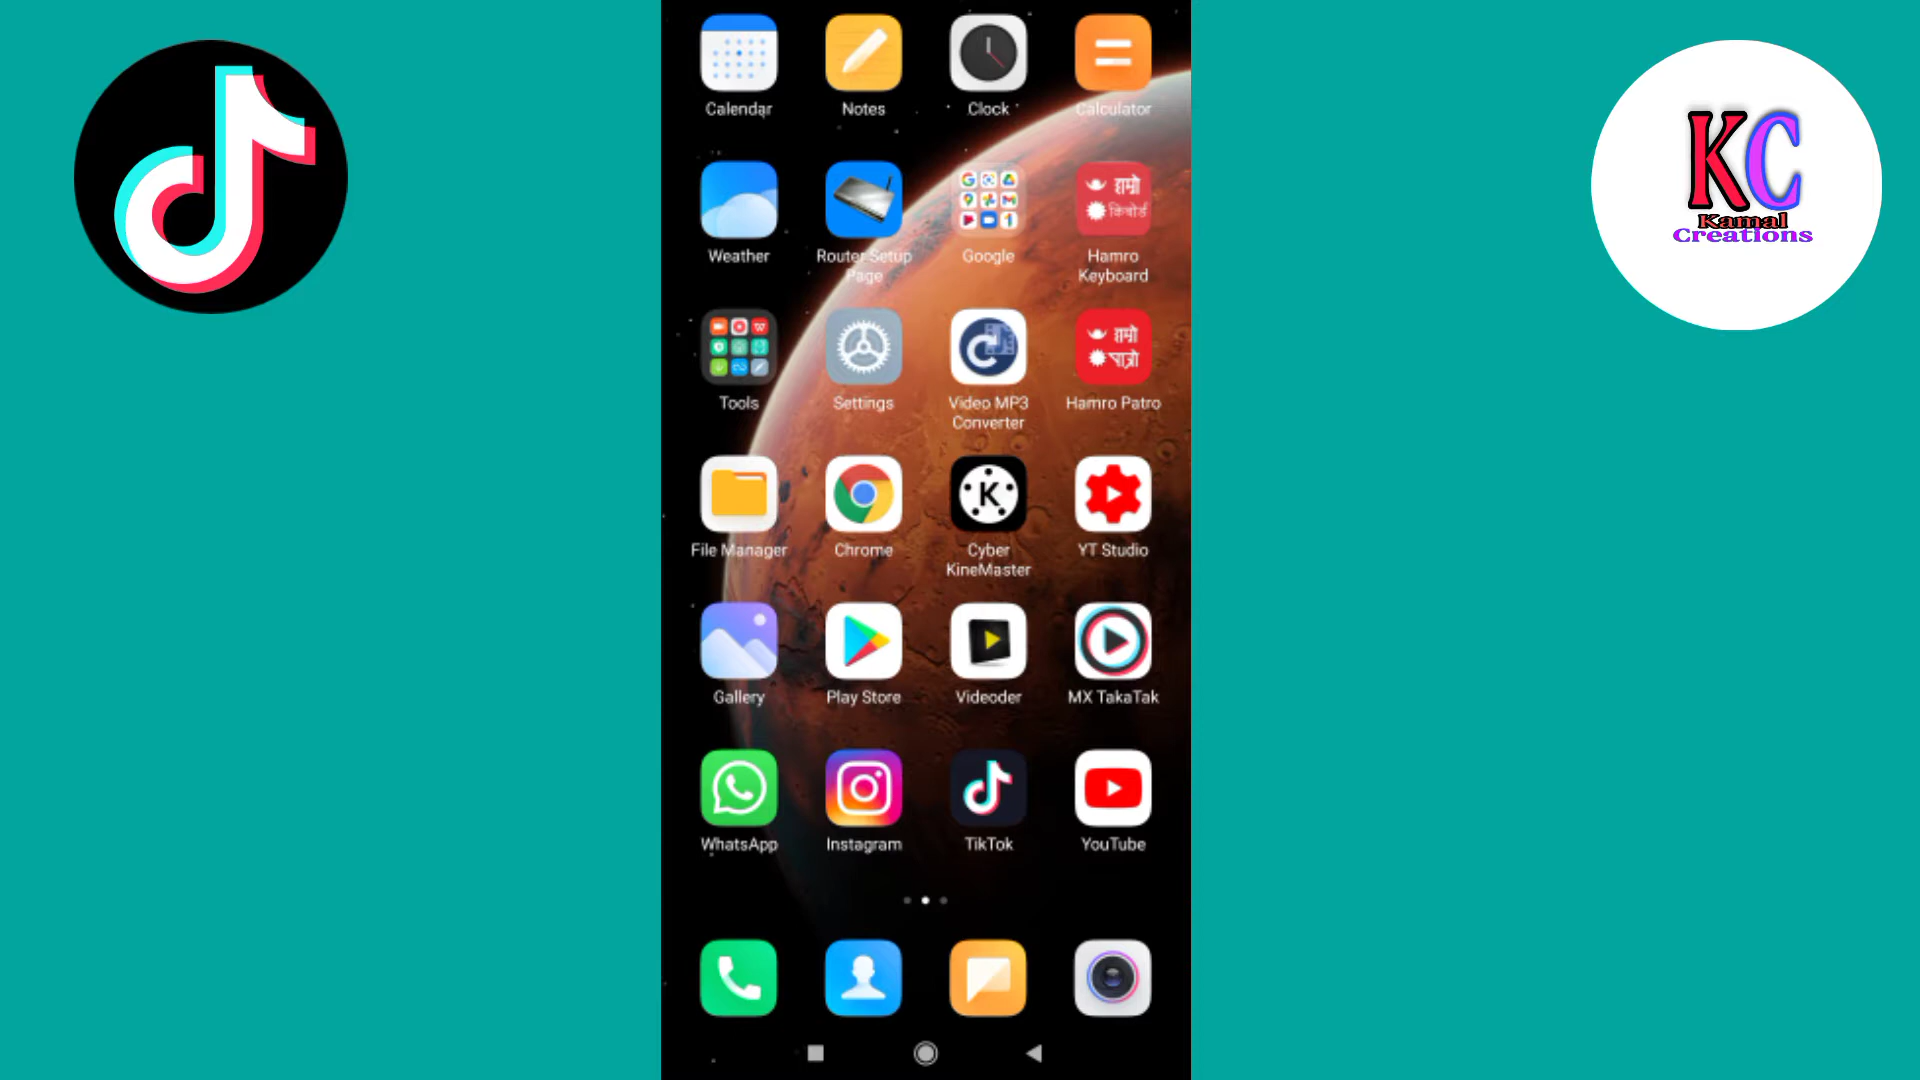 Calendar Notes Clock Calculator
Weather Router Setup Page Google Hamro Keyboard
हाम्रो किबोर्ड
Tools Settings Video MP3 Converter Hamro Patro
हाम्रो पात्रो
File Manager Chrome Cyber KineMaster YT Studio
K
Gallery Play Store Videoder MX TakaTak
WhatsApp Instagram TikTok YouTube
KC
Kamal
Creations